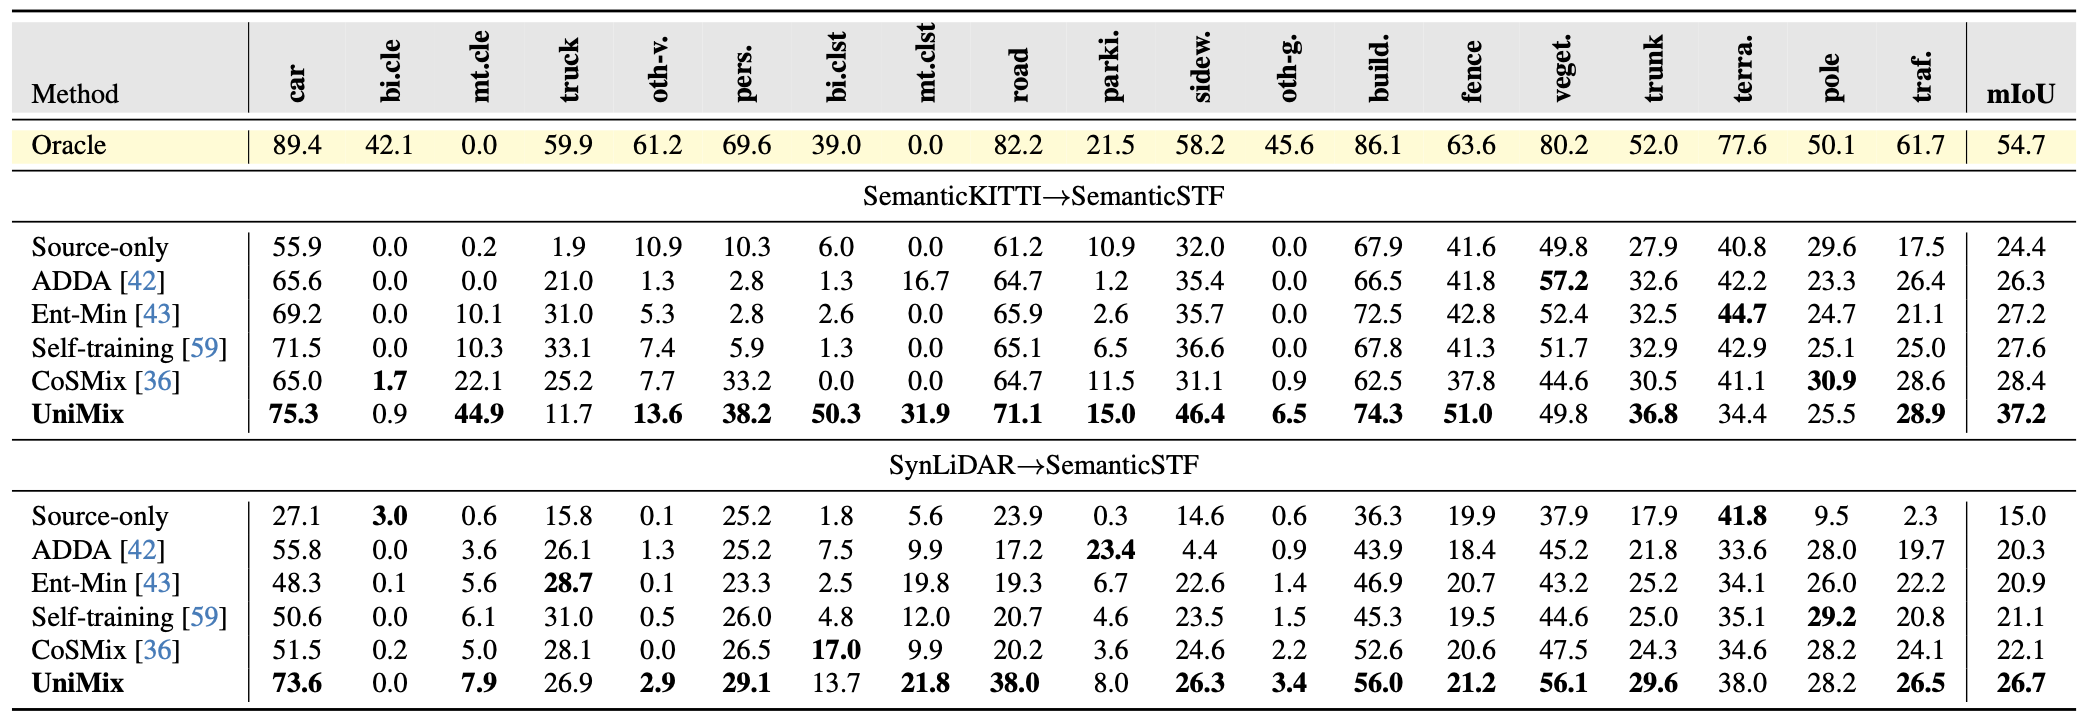 Method car bi.cle mt.cle truck oth-v. pers. bi.clst mt.clst road parki. sidew. oth-g. build. fence veget. trunk terra. pole traf. mIoU
Oracle 89.4 42.1 0.0 59.9 61.2 69.6 39.0 0.0 82.2 21.5 58.2 45.6 86.1 63.6 80.2 52.0 77.6 50.1 61.7 54.7
SemanticKITTI→SemanticSTF
Source-only 55.9 0.0 0.2 1.9 10.9 10.3 6.0 0.0 61.2 10.9 32.0 0.0 67.9 41.6 49.8 27.9 40.8 29.6 17.5 24.4
ADDA [42] 65.6 0.0 0.0 21.0 1.3 2.8 1.3 16.7 64.7 1.2 35.4 0.0 66.5 41.8 57.2 32.6 42.2 23.3 26.4 26.3
Ent-Min [43] 69.2 0.0 10.1 31.0 5.3 2.8 2.6 0.0 65.9 2.6 35.7 0.0 72.5 42.8 52.4 32.5 44.7 24.7 21.1 27.2
Self-training [59] 71.5 0.0 10.3 33.1 7.4 5.9 1.3 0.0 65.1 6.5 36.6 0.0 67.8 41.3 51.7 32.9 42.9 25.1 25.0 27.6
CoSMix [36] 65.0 1.7 22.1 25.2 7.7 33.2 0.0 0.0 64.7 11.5 31.1 0.9 62.5 37.8 44.6 30.5 41.1 30.9 28.6 28.4
UniMix 75.3 0.9 44.9 11.7 13.6 38.2 50.3 31.9 71.1 15.0 46.4 6.5 74.3 51.0 49.8 36.8 34.4 25.5 28.9 37.2
SynLiDAR→SemanticSTF
Source-only 27.1 3.0 0.6 15.8 0.1 25.2 1.8 5.6 23.9 0.3 14.6 0.6 36.3 19.9 37.9 17.9 41.8 9.5 2.3 15.0
ADDA [42] 55.8 0.0 3.6 26.1 1.3 25.2 7.5 9.9 17.2 23.4 4.4 0.9 43.9 18.4 45.2 21.8 33.6 28.0 19.7 20.3
Ent-Min [43] 48.3 0.1 5.6 28.7 0.1 23.3 2.5 19.8 19.3 6.7 22.6 1.4 46.9 20.7 43.2 25.2 34.1 26.0 22.2 20.9
Self-training [59] 50.6 0.0 6.1 31.0 0.5 26.0 4.8 12.0 20.7 4.6 23.5 1.5 45.3 19.5 44.6 25.0 35.1 29.2 20.8 21.1
CoSMix [36] 51.5 0.2 5.0 28.1 0.0 26.5 17.0 9.9 20.2 3.6 24.6 2.2 52.6 20.6 47.5 24.3 34.6 28.2 24.1 22.1
UniMix 73.6 0.0 7.9 26.9 2.9 29.1 13.7 21.8 38.0 8.0 26.3 3.4 56.0 21.2 56.1 29.6 38.0 28.2 26.5 26.7